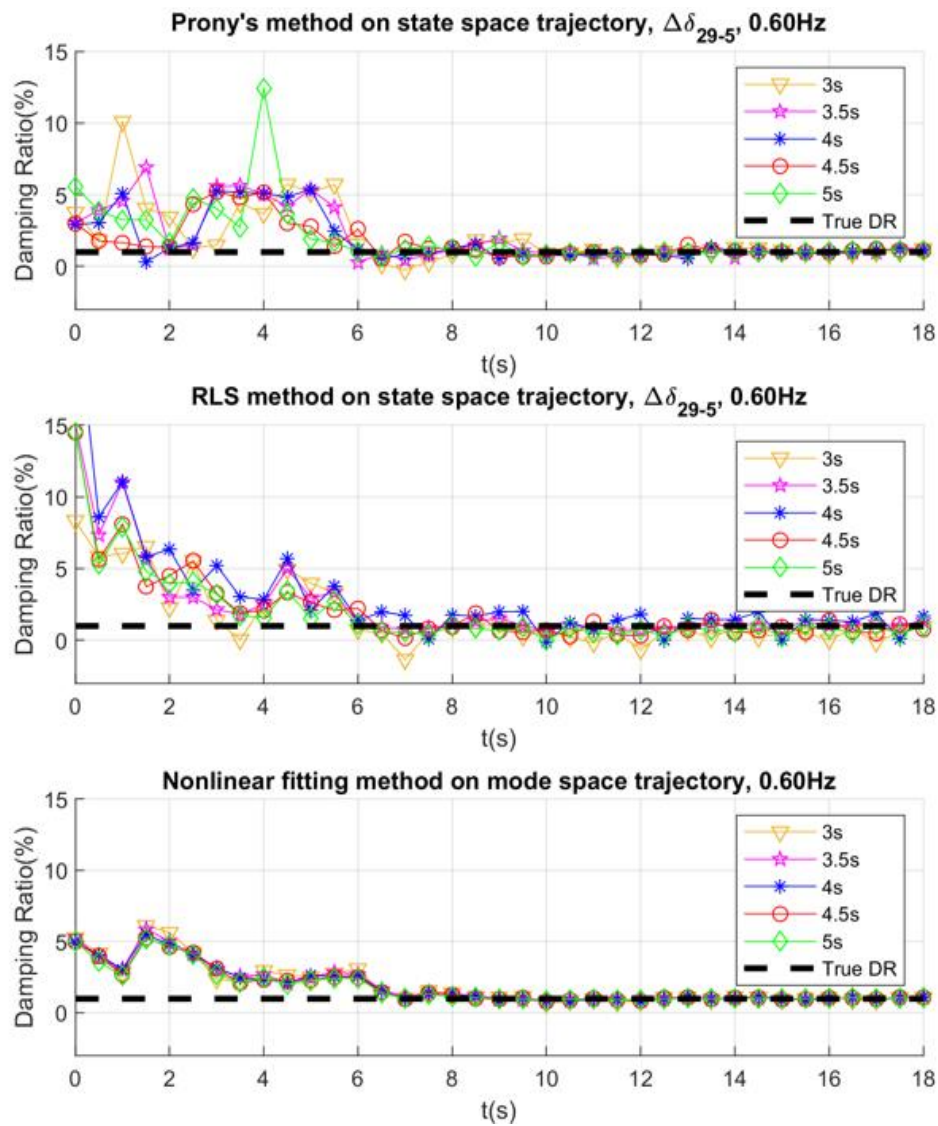 Prony's method on state space trajectory, Δδ29-5, 0.60Hz
15
10
5
0
Damping Ratio(%)
3s
3.5s
4s
4.5s
5s
True DR
0 2 4 6 8 10 12 14 16 18
t(s)
RLS method on state space trajectory, Δδ29-5, 0.60Hz
15
10
5
0
Damping Ratio(%)
3s
3.5s
4s
4.5s
5s
True DR
0 2 4 6 8 10 12 14 16 18
t(s)
Nonlinear fitting method on mode space trajectory, 0.60Hz
15
10
5
0
Damping Ratio(%)
3s
3.5s
4s
4.5s
5s
True DR
0 2 4 6 8 10 12 14 16 18
t(s)